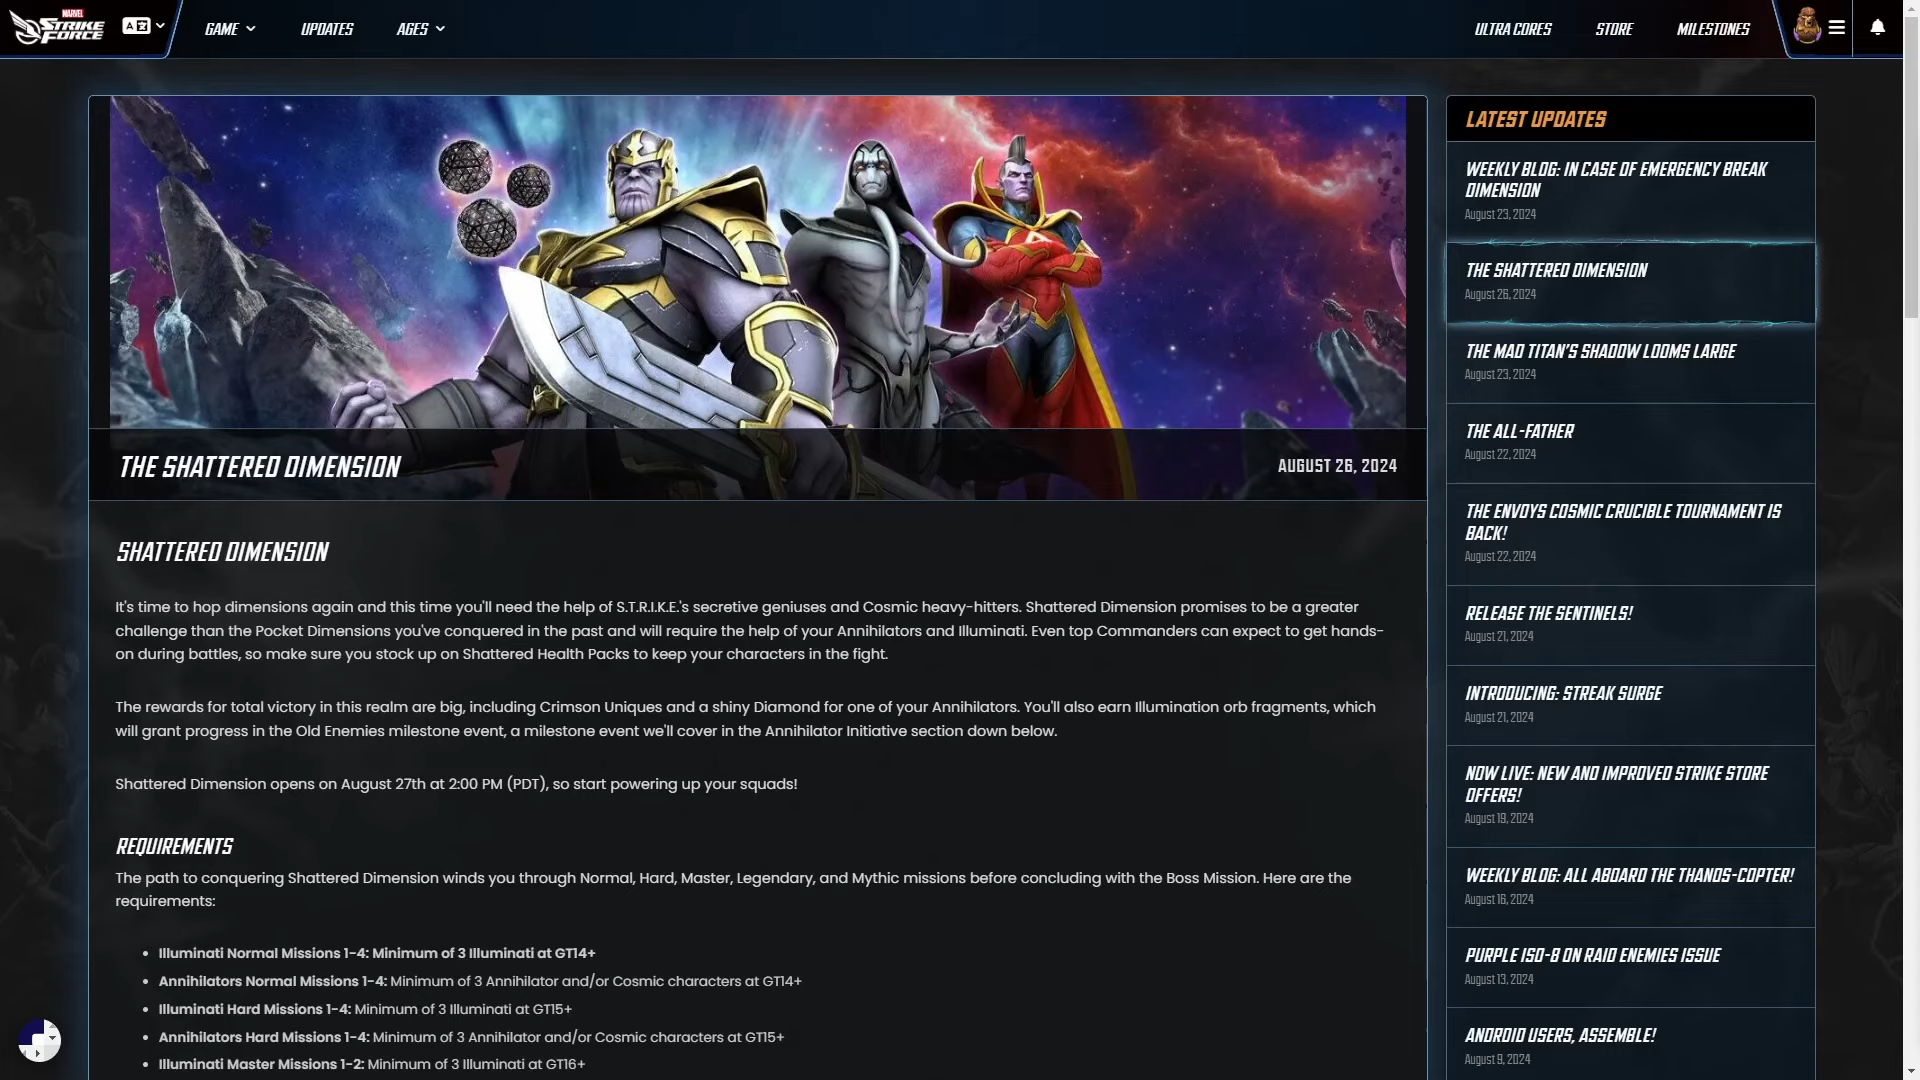 MARVEL
STRIKE
FORCE
GAME
UPDATES
AGES
ULTRA CORES
STORE
MILESTONES
THE SHATTERED DIMENSION
AUGUST 26, 2024
SHATTERED DIMENSION
It's time to hop dimensions again and this time you'll need the help of S.T.R.I.K.E.'s secretive geniuses and Cosmic heavy-hitters. Shattered Dimension promises to be a greater
challenge than the Pocket Dimensions you've conquered in the past and will require the help of your Annihilators and Illuminati. Even top Commanders can expect to get hands-
on during battles, so make sure you stock up on Shattered Health Packs to keep your characters in the fight.
The rewards for total victory in this realm are big, including Crimson Uniques and a shiny Diamond for one of your Annihilators. You'll also earn Illumination orb fragments, which
will grant progress in the Old Enemies milestone event, a milestone event we'll cover in the Annihilator Initiative section down below.
Shattered Dimension opens on August 27th at 2:00 PM (PDT), so start powering up your squads!
REQUIREMENTS
The path to conquering Shattered Dimension winds you through Normal, Hard, Master, Legendary, and Mythic missions before concluding with the Boss Mission. Here are the
requirements:
• Illuminati Normal Missions 1-4: Minimum of 3 Illuminati at GT14+
• Annihilators Normal Missions 1-4: Minimum of 3 Annihilator and/or Cosmic characters at GT14+
• Illuminati Hard Missions 1-4: Minimum of 3 Illuminati at GT15+
• Annihilators Hard Missions 1-4: Minimum of 3 Annihilator and/or Cosmic characters at GT15+
• Illuminati Master Missions 1-2: Minimum of 3 Illuminati at GT16+
LATEST UPDATES
WEEKLY BLOG: IN CASE OF EMERGENCY BREAK
DIMENSION
August 23, 2024
THE SHATTERED DIMENSION
August 26, 2024
THE MAD TITAN'S SHADOW LOOMS LARGE
August 23, 2024
THE ALL-FATHER
August 22, 2024
THE ENVOYS COSMIC CRUCIBLE TOURNAMENT IS
BACK!
August 22, 2024
RELEASE THE SENTINELS!
August 21, 2024
INTRODUCING: STREAK SURGE
August 21, 2024
NOW LIVE: NEW AND IMPROVED STRIKE STORE
OFFERS!
August 19, 2024
WEEKLY BLOG: ALL ABOARD THE THANOS-COPTER!
August 16, 2024
PURPLE ISO-8 ON RAID ENEMIES ISSUE
August 13, 2024
ANDROID USERS, ASSEMBLE!
August 9, 2024